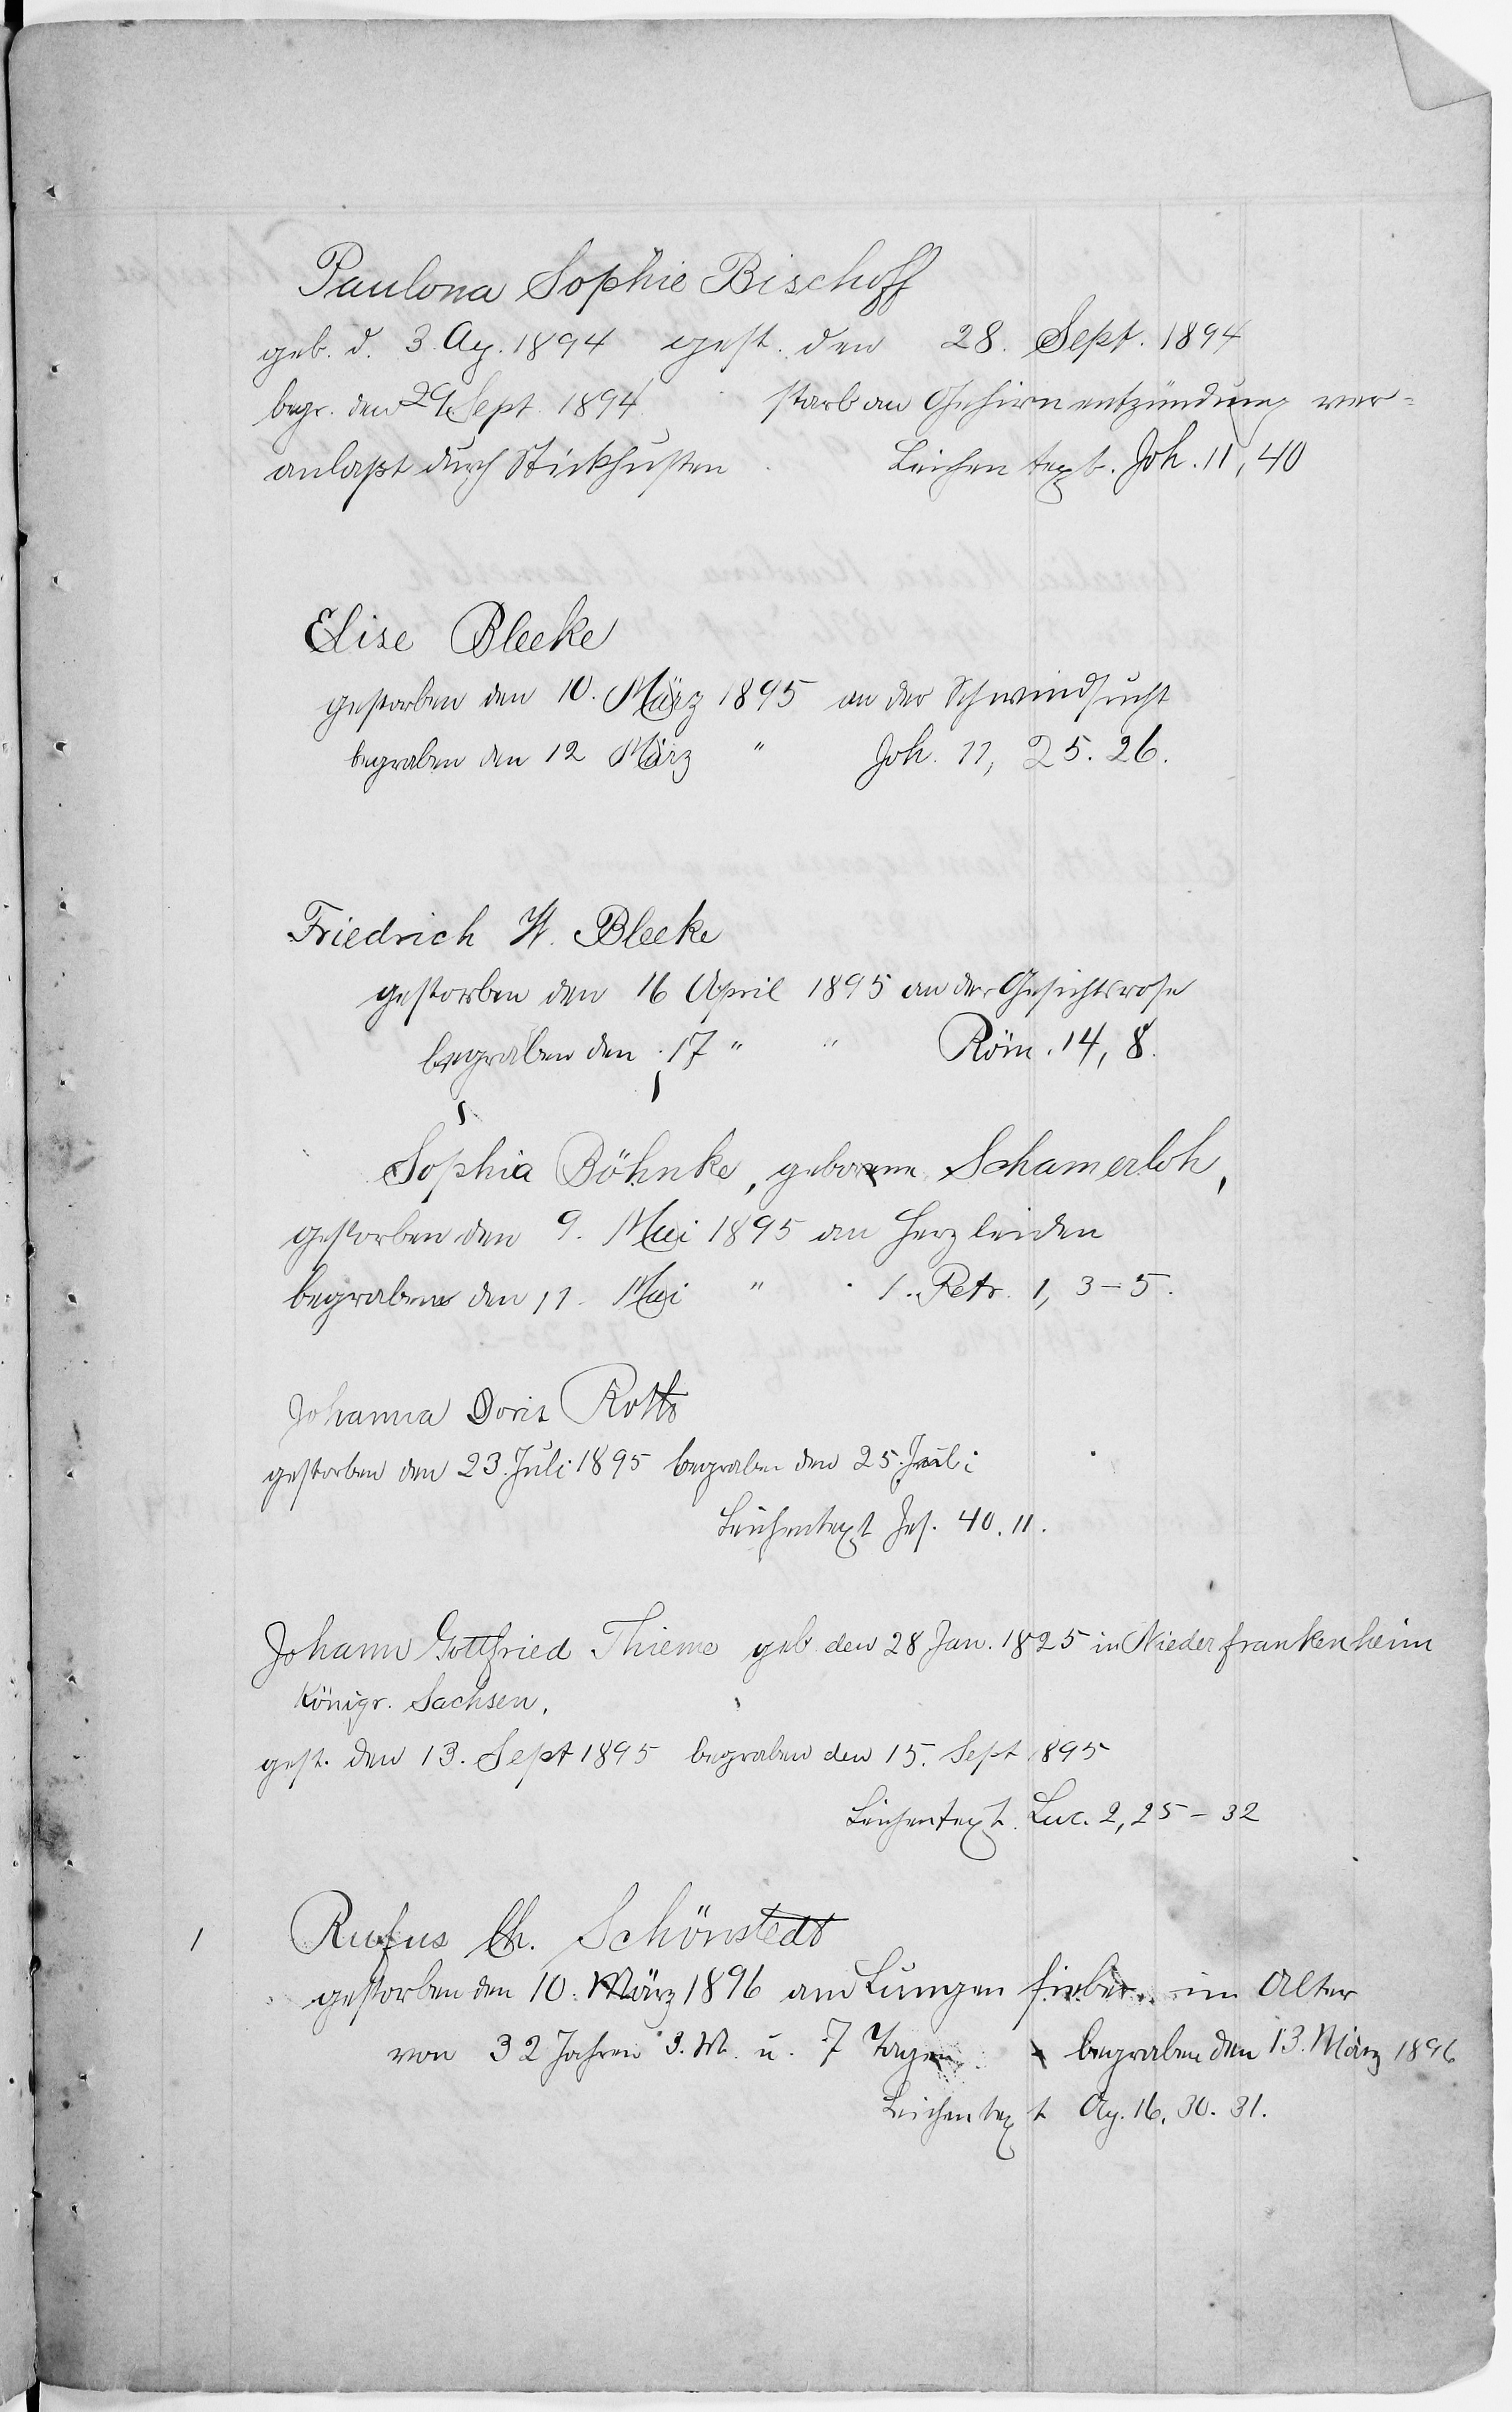 Paulona Sophie Bischoff
geb. d. 3. Ag. 1894 gest. den 28. Sept. 1894
begr. den 29 Sept. 1894 starb an Gehirnentzündung ver=
anlaßt durch Stickhusten Leichentext. Joh. 11, 40
Elise Bleeke
gestorben den 10. März 1895 an der Schwindsucht
begraben den 12 März " Joh. 11, 25. 26.
Friedrich W. Bleeke
gestorben den 16 April 1895 an der Gesichtsrose
begraben den 17 " " Röm. 14, 8.
Sophia Böhnke, geborene Schamerloh,
gestorben den 9. Mai 1895 an Herzleiden
begraben den 11. Mai " 1. Petr. 1, 3-5.
Johanna Doris Rotts
gestorben den 23. Juli 1895 begraben den 25. Juli
Leichentext Jes. 40. 11.
Johann Gottfried Thieme geb den 28 Jan. 1825 in Niederfrankenheim
Königr. Sachsen.
gest. den 13. Sept 1895 begraben den 15. Sept 1895
Leichentext. Luc. 2, 25-32
1 Rufus Ch. Schönstedt
gestorben den 10. März 1896 am Lungenfieber im Alter
von 32 Jahren 3. M. u. 7 Tagen begraben den 13. März 1896
Leichentext Ag. 16, 30. 31.